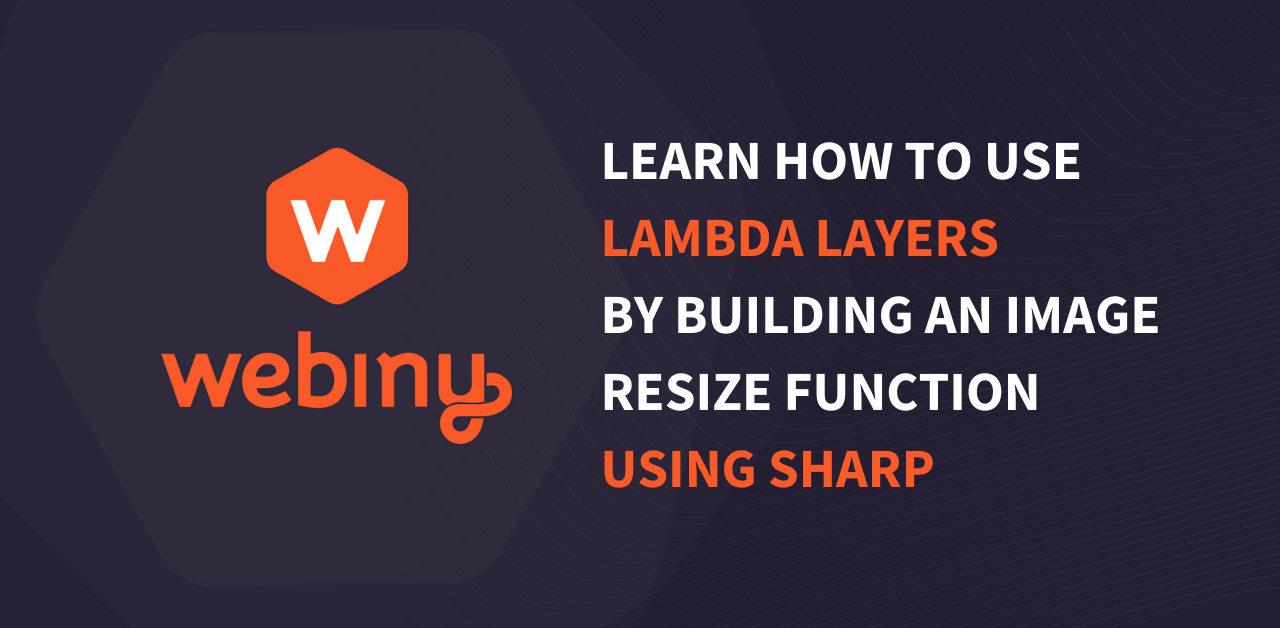 W
webiny
LEARN HOW TO USE
LAMBDA LAYERS
BY BUILDING AN IMAGE
RESIZE FUNCTION
USING SHARP